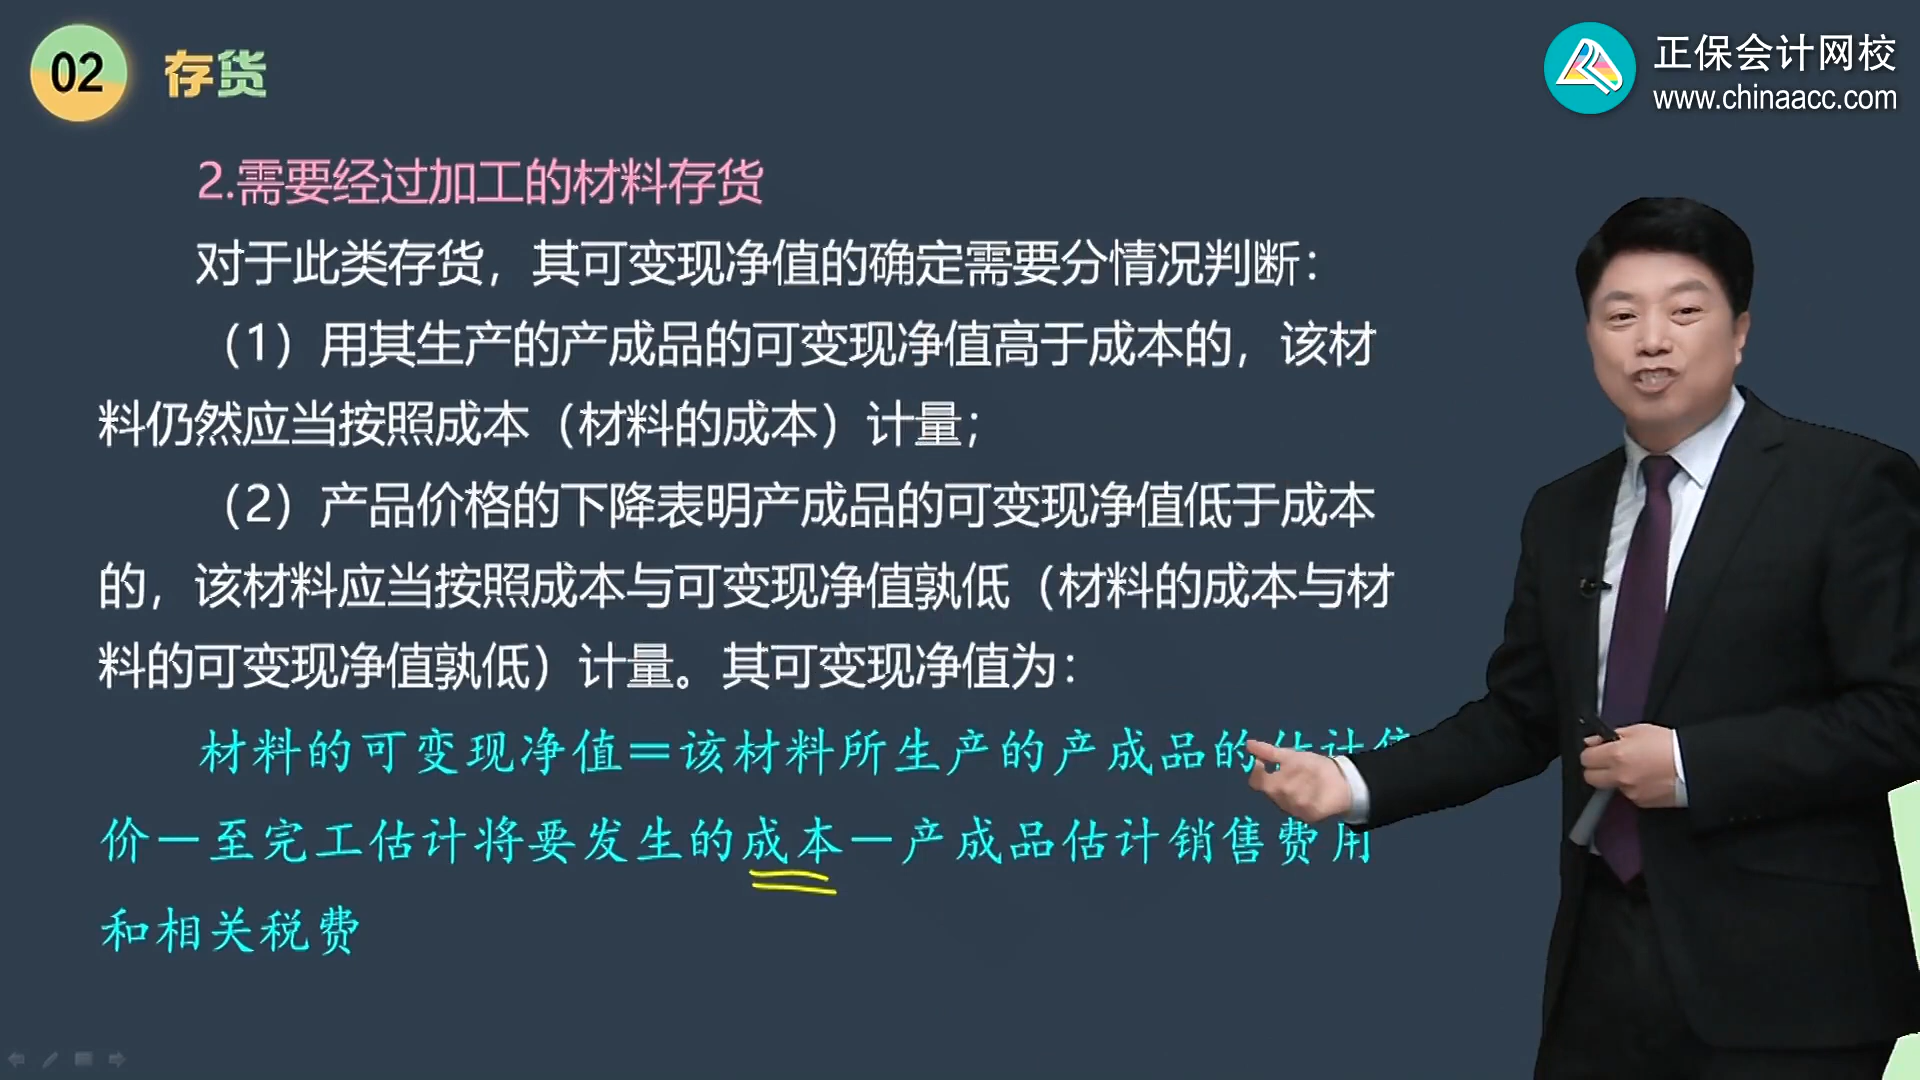 02 存货
正保会计网校
www.chinaacc.com
2.需要经过加工的材料存货
对于此类存货，其可变现净值的确定需要分情况判断：
（1）用其生产的产成品的可变现净值高于成本的，该材
料仍然应当按照成本（材料的成本）计量；
（2）产品价格的下降表明产成品的可变现净值低于成本
的，该材料应当按照成本与可变现净值孰低（材料的成本与材
料的可变现净值孰低）计量。其可变现净值为：
材料的可变现净值＝该材料所生产的产成品的估计售
价－至完工估计将要发生的成本－产成品估计销售费用
和相关税费